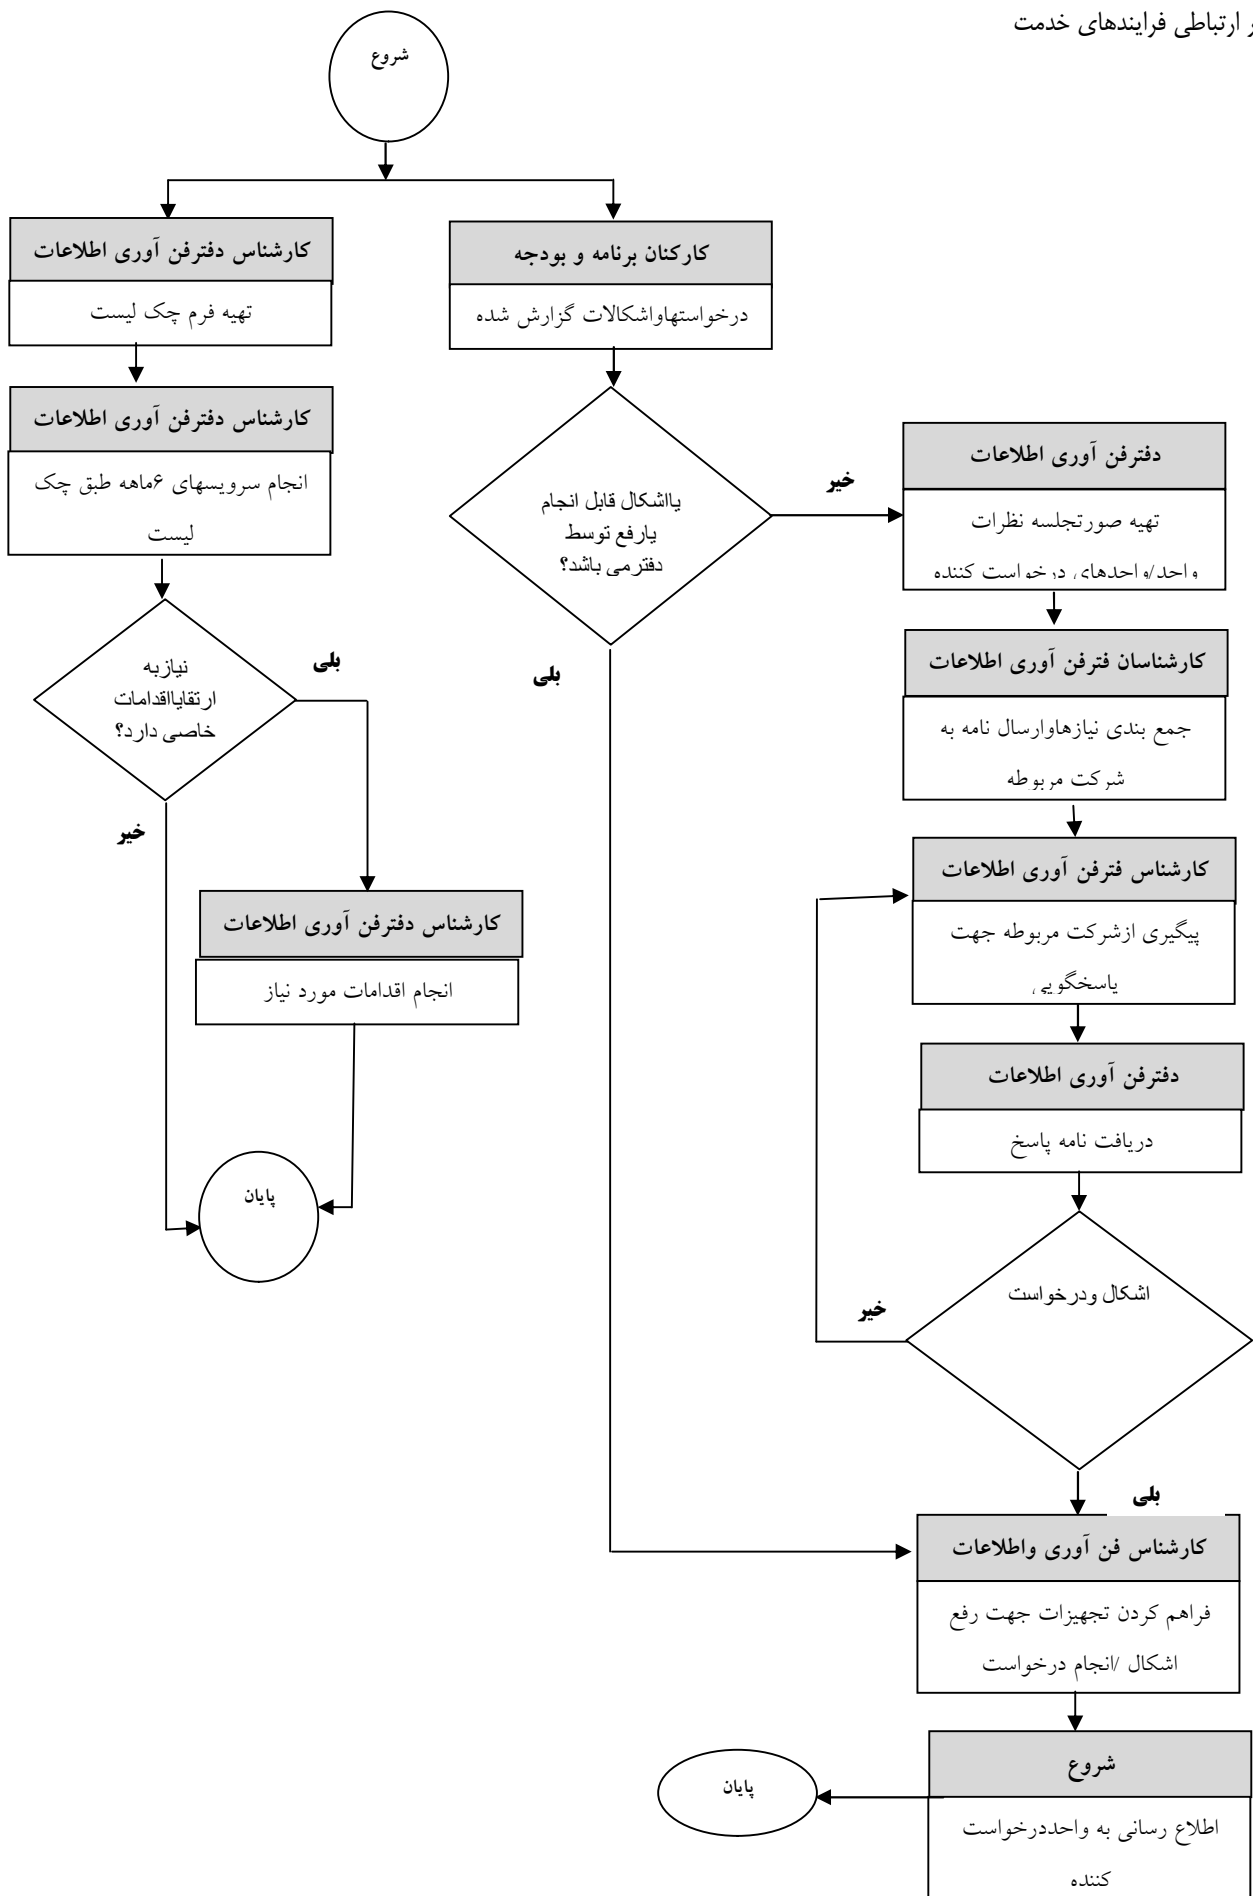 ر ارتباطی فرایندهای خدمت
شروع
کارشناس دفترفن آوری اطلاعات
تهیه فرم چک لیست
کارشناس دفترفن آوری اطلاعات
انجام سرویسهای ۶ماهه طبق چک
لیست
نیازبه
ارتقایااقدامات
خاصی دارد؟
بلی
خیر
کارشناس دفترفن آوری اطلاعات
انجام اقدامات مورد نیاز
پایان
کارکنان برنامه و بودجه
درخواستهاواشکالات گزارش شده
یااشکال قابل انجام
یارفع توسط
دفترمی باشد؟
خیر
بلی
دفترفن آوری اطلاعات
تهیه صورتجلسه نظرات
واحد/واحدهای درخواست کننده
کارشناسان فترفن آوری اطلاعات
جمع بندی نیازهاوارسال نامه به
شرکت مربوطه
کارشناس فترفن آوری اطلاعات
پیگیری ازشرکت مربوطه جهت
پاسخگویی
دفترفن آوری اطلاعات
دریافت نامه پاسخ
اشکال ودرخواست
خیر
بلی
کارشناس فن آوری واطلاعات
فراهم کردن تجهیزات جهت رفع
اشکال /انجام درخواست
شروع
اطلاع رسانی به واحددرخواست
کننده
پایان